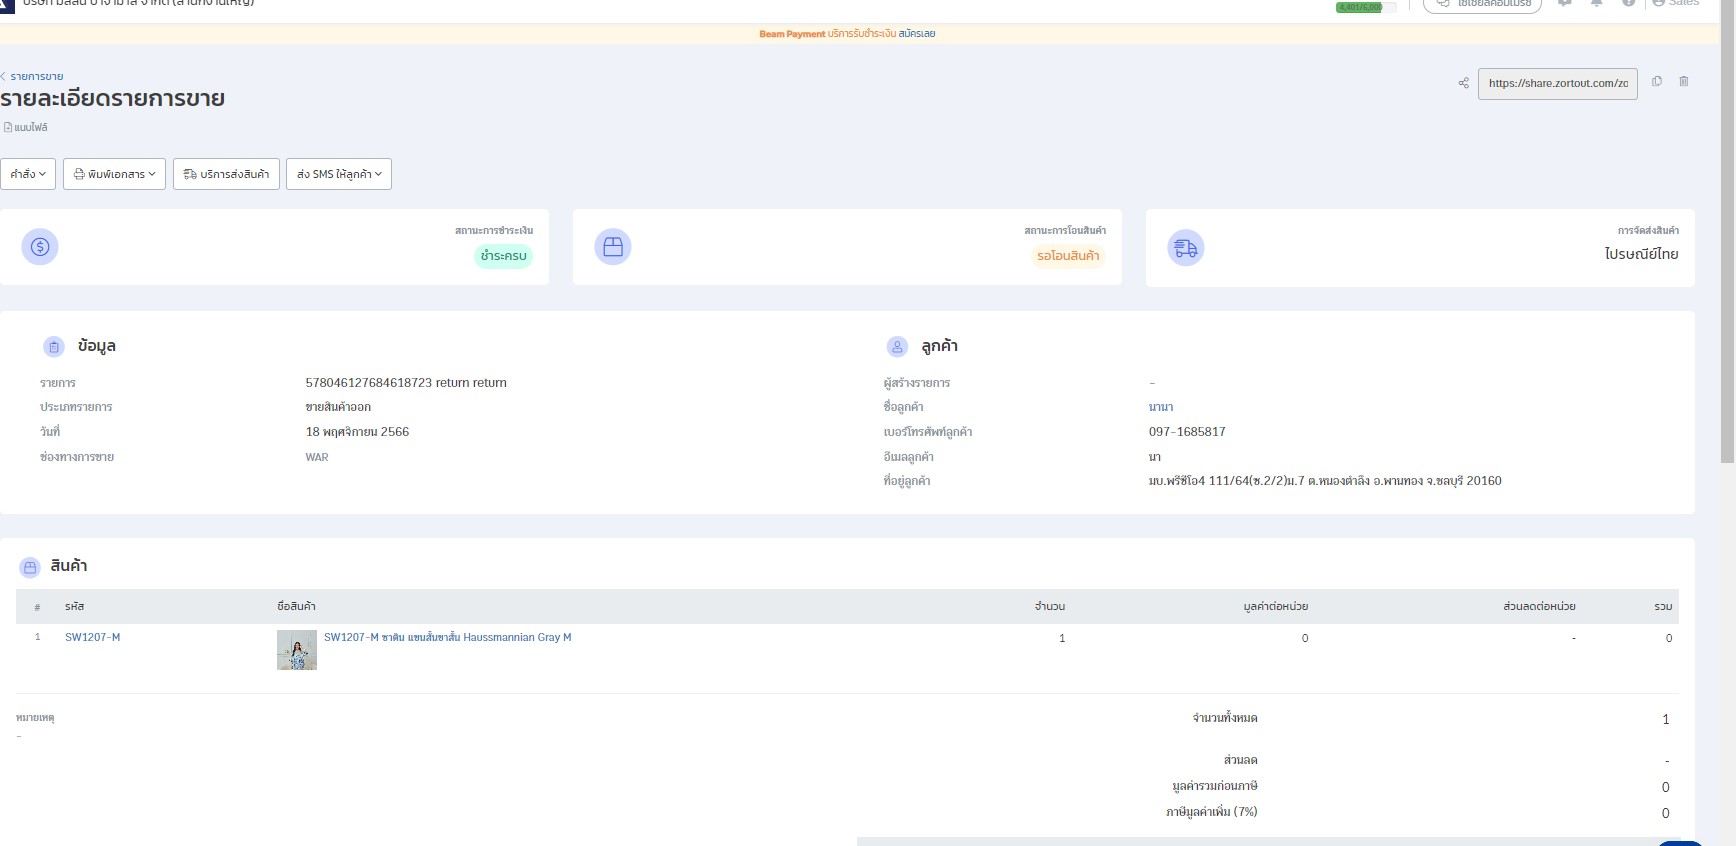 บริษัท มัสลิน ปาจามาส์ จำกัด (สำนักงานใหญ่)
4,401/6,000
โซเชียลคอมเมิร์ซ
Sales
Beam Payment บริการรับชำระเงิน สมัครเลย
รายการขาย
รายละเอียดรายการขาย
https://share.zortout.com/zo
แนบไฟล์
คำสั่ง
พิมพ์เอกสาร
บริการส่งสินค้า
ส่ง SMS ให้ลูกค้า
สถานะการชำระเงิน
ชำระครบ
สถานะการโอนสินค้า
รอโอนสินค้า
การจัดส่งสินค้า
ไปรษณีย์ไทย
ข้อมูล
รายการ 578046127684618723 return return
ประเภทรายการ ขายสินค้าออก
วันที่ 18 พฤศจิกายน 2566
ช่องทางการขาย WAR
ลูกค้า
ผู้สร้างรายการ -
ชื่อลูกค้า นานา
เบอร์โทรศัพท์ลูกค้า 097-1685817
อีเมลลูกค้า นา
ที่อยู่ลูกค้า มบ.พรีซีโอ4 111/64(ซ.2/2)ม.7 ต.หนองตำลึง อ.พานทอง จ.ชลบุรี 20160
สินค้า
# รหัส ชื่อสินค้า จำนวน มูลค่าต่อหน่วย ส่วนลดต่อหน่วย รวม
1 SW1207-M SW1207-M ซาติน แขนสั้นขาสั้น Haussmannian Gray M 1 0 - 0
หมายเหตุ
-
จำนวนทั้งหมด 1
ส่วนลด -
มูลค่ารวมก่อนภาษี 0
ภาษีมูลค่าเพิ่ม (7%) 0